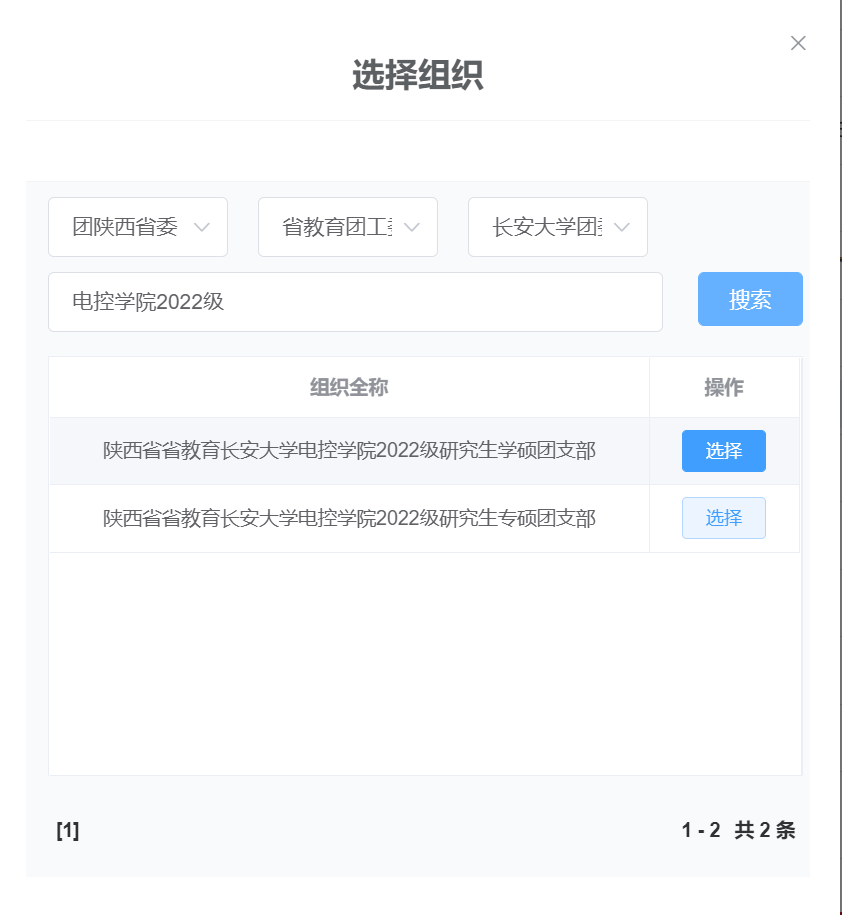 选择组织
团陕西省委
省教育团工
长安大学团
电控学院2022级
搜索
组织全称 操作
陕西省省教育长安大学电控学院2022级研究生学硕团支部 选择
陕西省省教育长安大学电控学院2022级研究生专硕团支部 选择
[1] 1 - 2 共 2 条